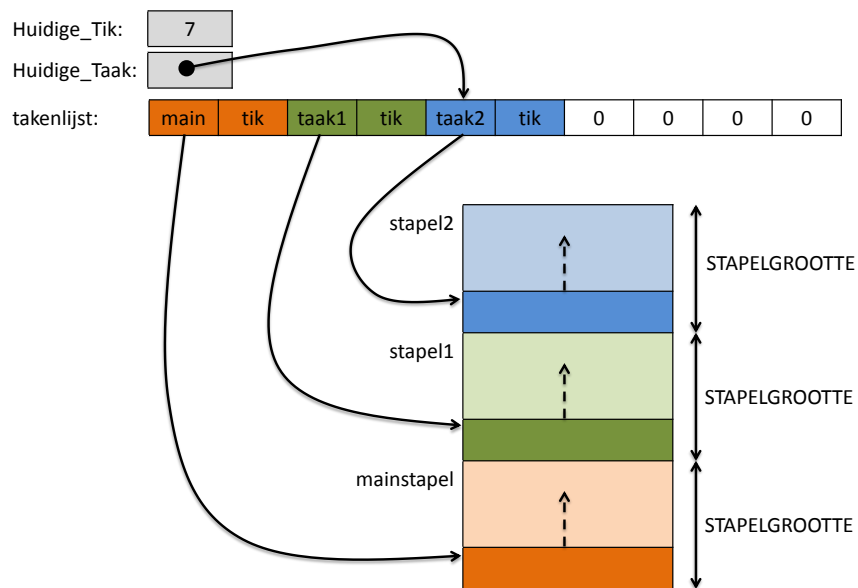 Huidige_Tik: 7
Huidige_Taak:
takenlijst: main tik taak1 tik taak2 tik 0 0 0 0
stapel2
STAPELGROOTTE
stapel1
STAPELGROOTTE
mainstapel
STAPELGROOTTE